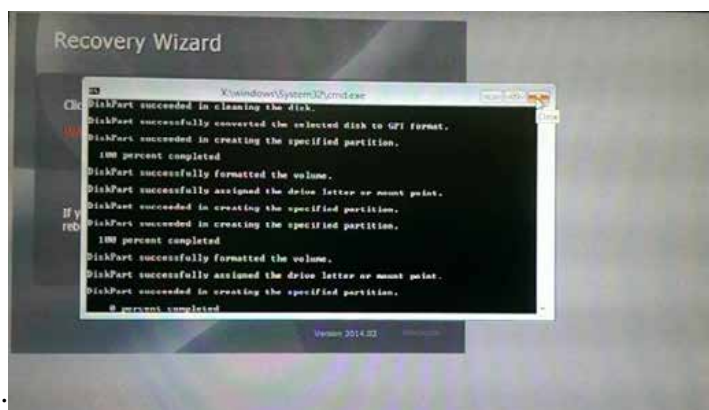 Recovery Wizard
X:\windows\System32\cmd.exe
Close
Clic
DiskPart succeeded in cleaning the disk.
DiskPart successfully converted the selected disk to GPT format.
DiskPart succeeded in creating the specified partition.
100 percent completed
DiskPart successfully formatted the volume.
DiskPart successfully assigned the drive letter or mount point.
DiskPart succeeded in creating the specified partition.
If y
reb
DiskPart succeeded in creating the specified partition.
100 percent completed
DiskPart successfully formatted the volume.
DiskPart successfully assigned the drive letter or mount point.
DiskPart succeeded in creating the specified partition.
0 percent completed
Version 2014.02